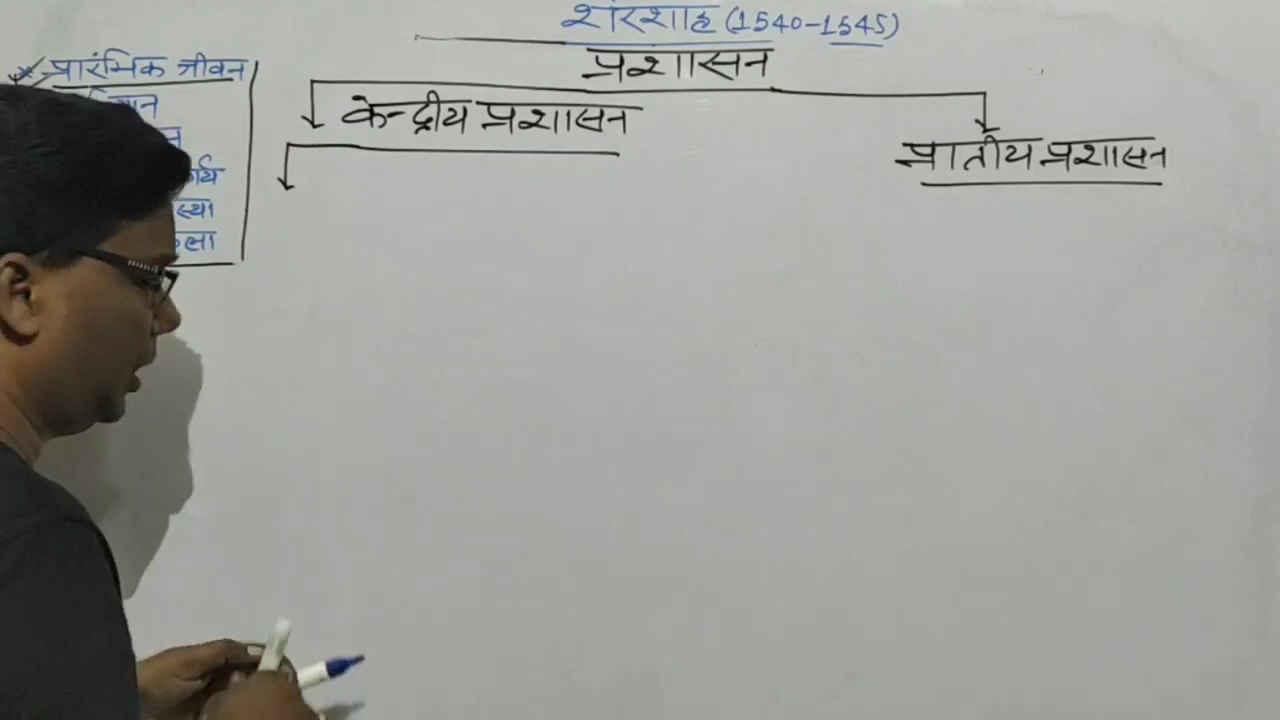 शेरशाह (1540-1545)
प्रशासन
* प्रारंभिक जीवन
केन्द्रीय प्रशासन
प्रातीय प्रशासन